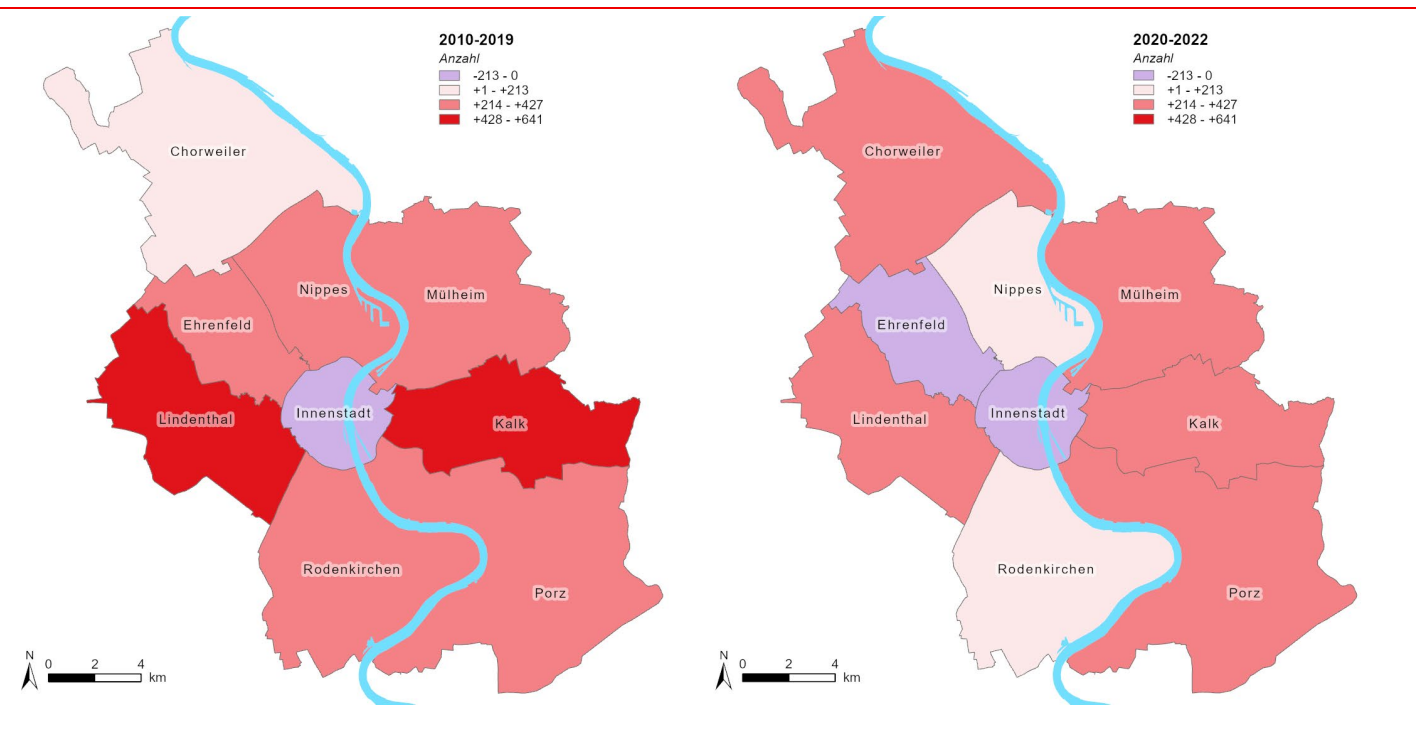 2010-2019
Anzahl
-213 - 0
+1 - +213
+214 - +427
+428 - +641
Chorweiler
Nippes
Mülheim
Ehrenfeld
Innenstadt
Lindenthal
Kalk
Rodenkirchen
Porz
N
0 2 4
km
2020-2022
Anzahl
-213 - 0
+1 - +213
+214 - +427
+428 - +641
Chorweiler
Nippes
Mülheim
Ehrenfeld
Innenstadt
Lindenthal
Kalk
Rodenkirchen
Porz
N
0 2 4
km